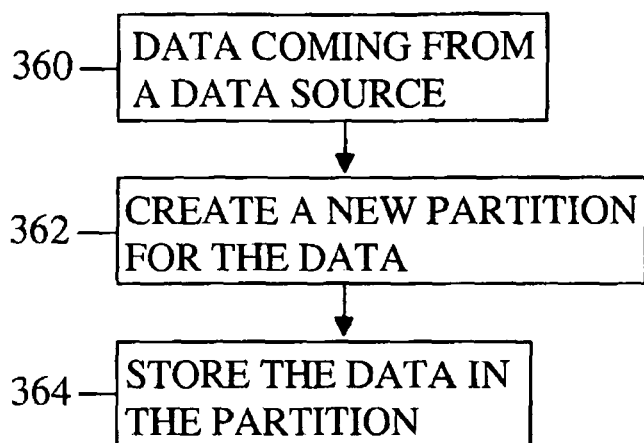 360
DATA COMING FROM
A DATA SOURCE
362
CREATE A NEW PARTITION
FOR THE DATA
364
STORE THE DATA IN
THE PARTITION